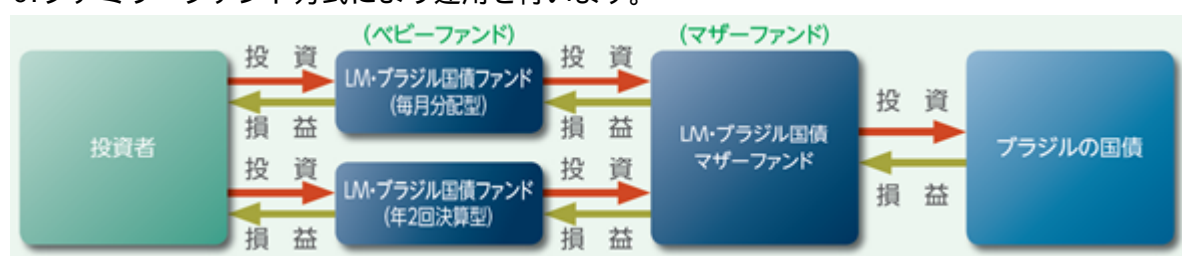 (ベビーファンド)
(マザーファンド)
投資
投資
LM・ブラジル国債ファンド
(毎月分配型)
損益
損益
投資者
投資
投資
LM・ブラジル国債ファンド
(年2回決算型)
損益
損益
LM・ブラジル国債
マザーファンド
投資
損益
ブラジルの国債